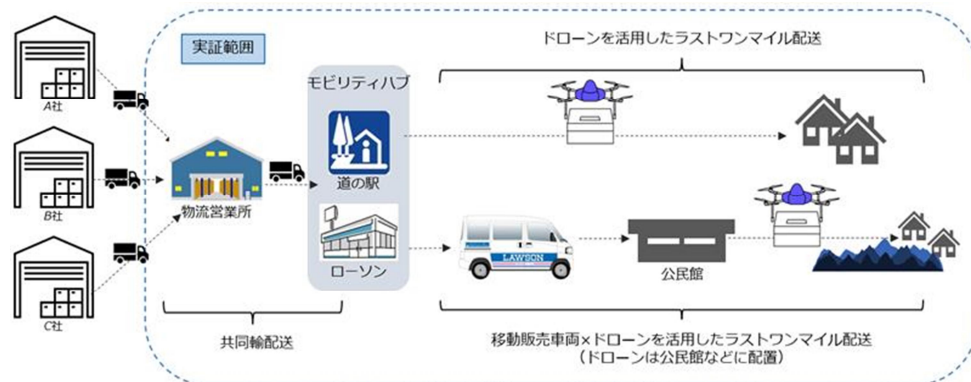 実証範囲
ドローンを活用したラストワンマイル配送
モビリティハブ
A社
B社
C社
物流営業所
道の駅
ローソン
LAWSON
公民館
共同輸配送
移動販売車両×ドローンを活用したラストワンマイル配送
（ドローンは公民館などに配置）